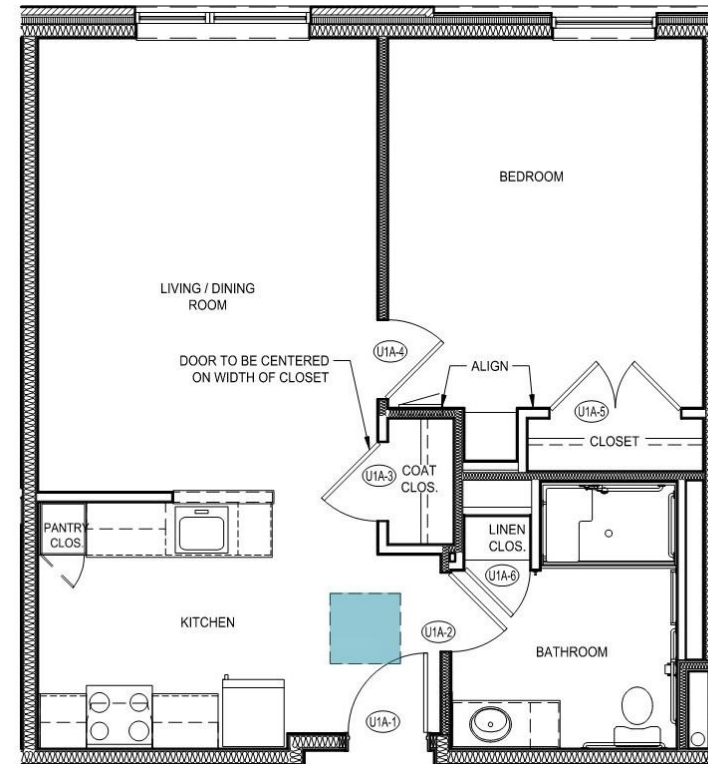 BEDROOM
LIVING / DINING
ROOM
U1A-4
DOOR TO BE CENTERED
ON WIDTH OF CLOSET
ALIGN
U1A-5
CLOSET
U1A-3
COAT
CLOS.
PANTRY
CLOS.
LINEN
CLOS.
U1A-6
KITCHEN
U1A-2
BATHROOM
U1A-1